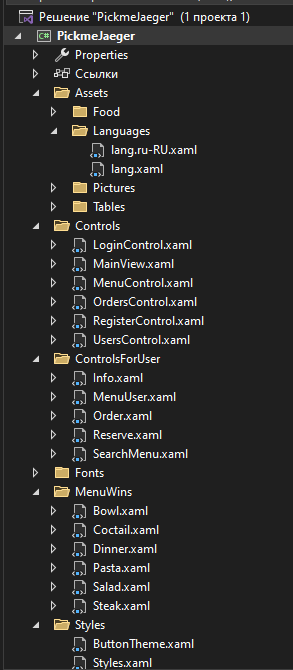 Решение "PickmeJaeger" (1 проекта 1)
PickmeJaeger
Properties
Ссылки
Assets
Food
Languages
lang.ru-RU.xaml
lang.xaml
Pictures
Tables
Controls
LoginControl.xaml
MainView.xaml
MenuControl.xaml
OrdersControl.xaml
RegisterControl.xaml
UsersControl.xaml
ControlsForUser
Info.xaml
MenuUser.xaml
Order.xaml
Reserve.xaml
SearchMenu.xaml
Fonts
MenuWins
Bowl.xaml
Coctail.xaml
Dinner.xaml
Pasta.xaml
Salad.xaml
Steak.xaml
Styles
ButtonTheme.xaml
Styles.xaml